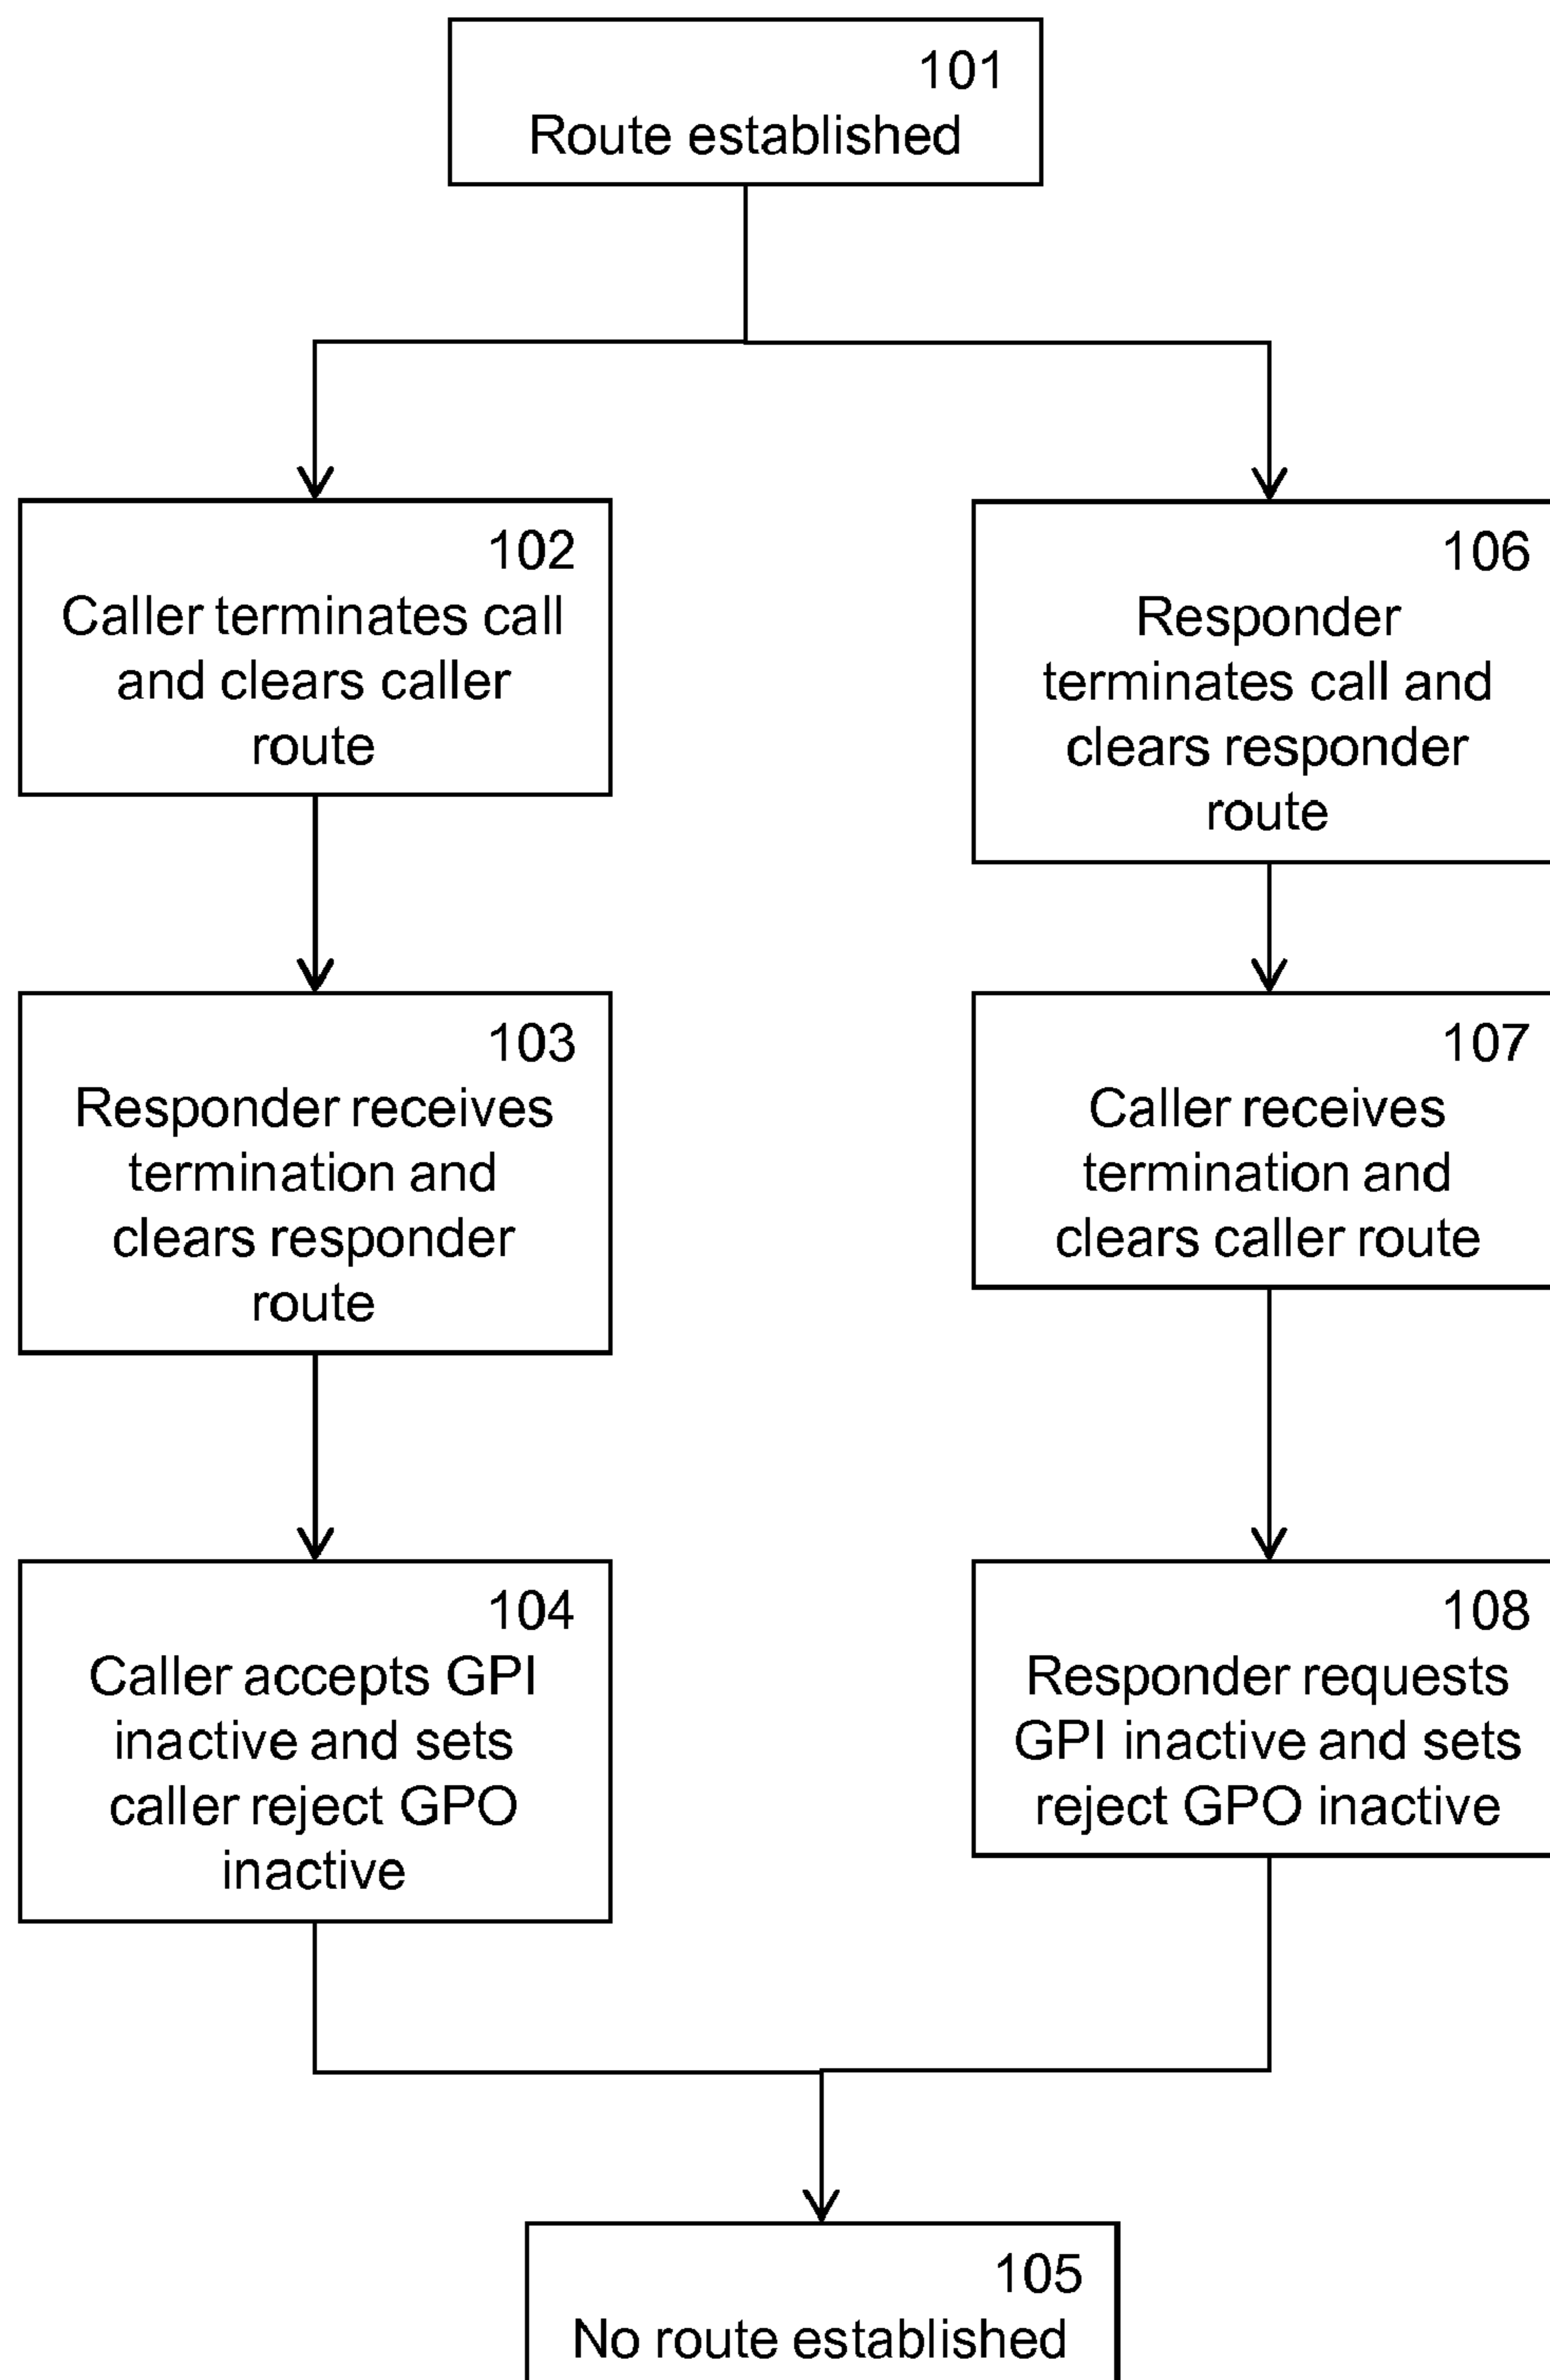 101
Route established
102
Caller terminates call
and clears caller
route
106
Responder
terminates call and
clears responder
route
103
Responder receives
termination and
clears responder
route
107
Caller receives
termination and
clears caller route
104
Caller accepts GPI
inactive and sets
caller reject GPO
inactive
108
Responder requests
GPI inactive and sets
reject GPO inactive
105
No route established